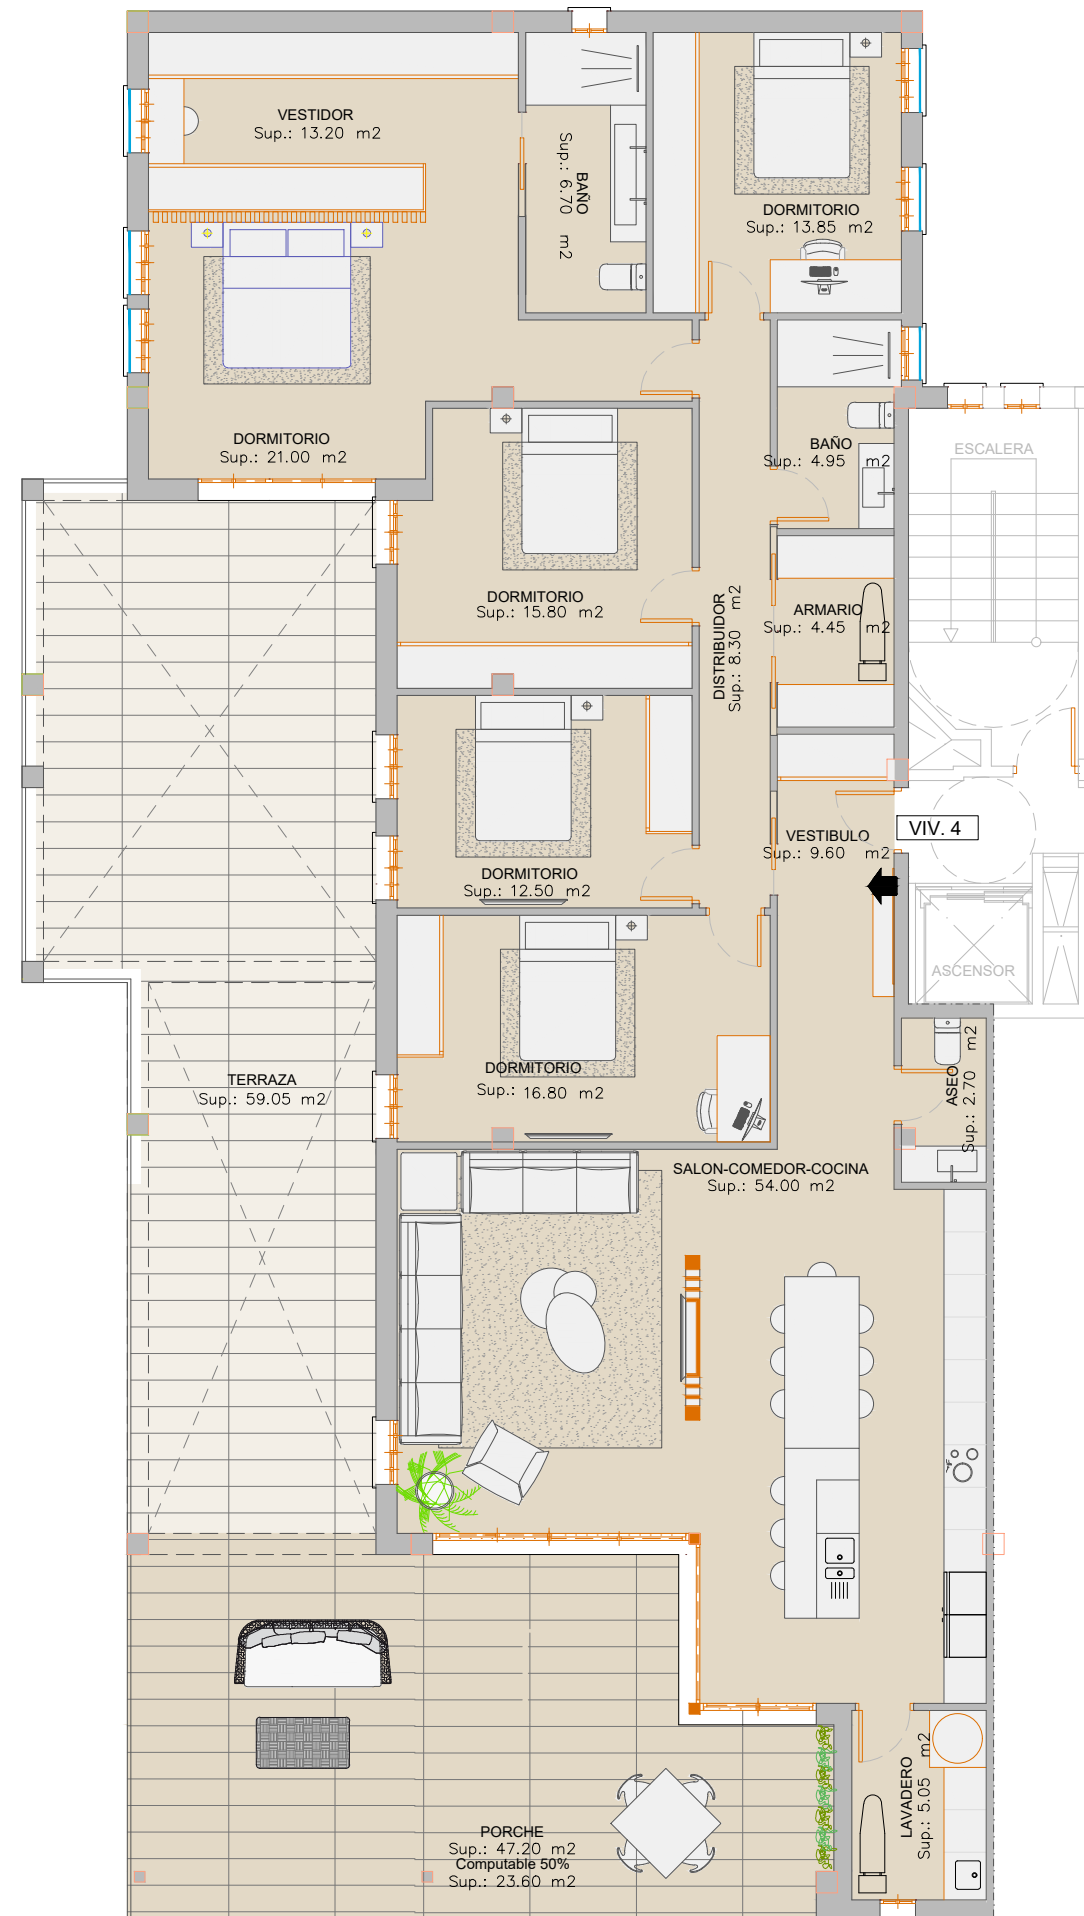 VESTIDOR
Sup.: 13.20 m2
BAÑO
Sup.: 6.70 m2
DORMITORIO
Sup.: 13.85 m2
DORMITORIO
Sup.: 21.00 m2
BAÑO
Sup.: 4.95 m2
ESCALERA
DORMITORIO
Sup.: 15.80 m2
DISTRIBUIDOR
Sup.: 8.30 m2
ARMARIO
Sup.: 4.45 m2
VESTIBULO
Sup.: 9.60 m2
VIV. 4
DORMITORIO
Sup.: 12.50 m2
ASCENSOR
DORMITORIO
Sup.: 16.80 m2
TERRAZA
Sup.: 59.05 m2
ASEO
Sup.: 2.70 m2
SALON-COMEDOR-COCINA
Sup.: 54.00 m2
LAVADERO
Sup.: 5.05 m2
PORCHE
Sup.: 47.20 m2
Computable 50%
Sup.: 23.60 m2